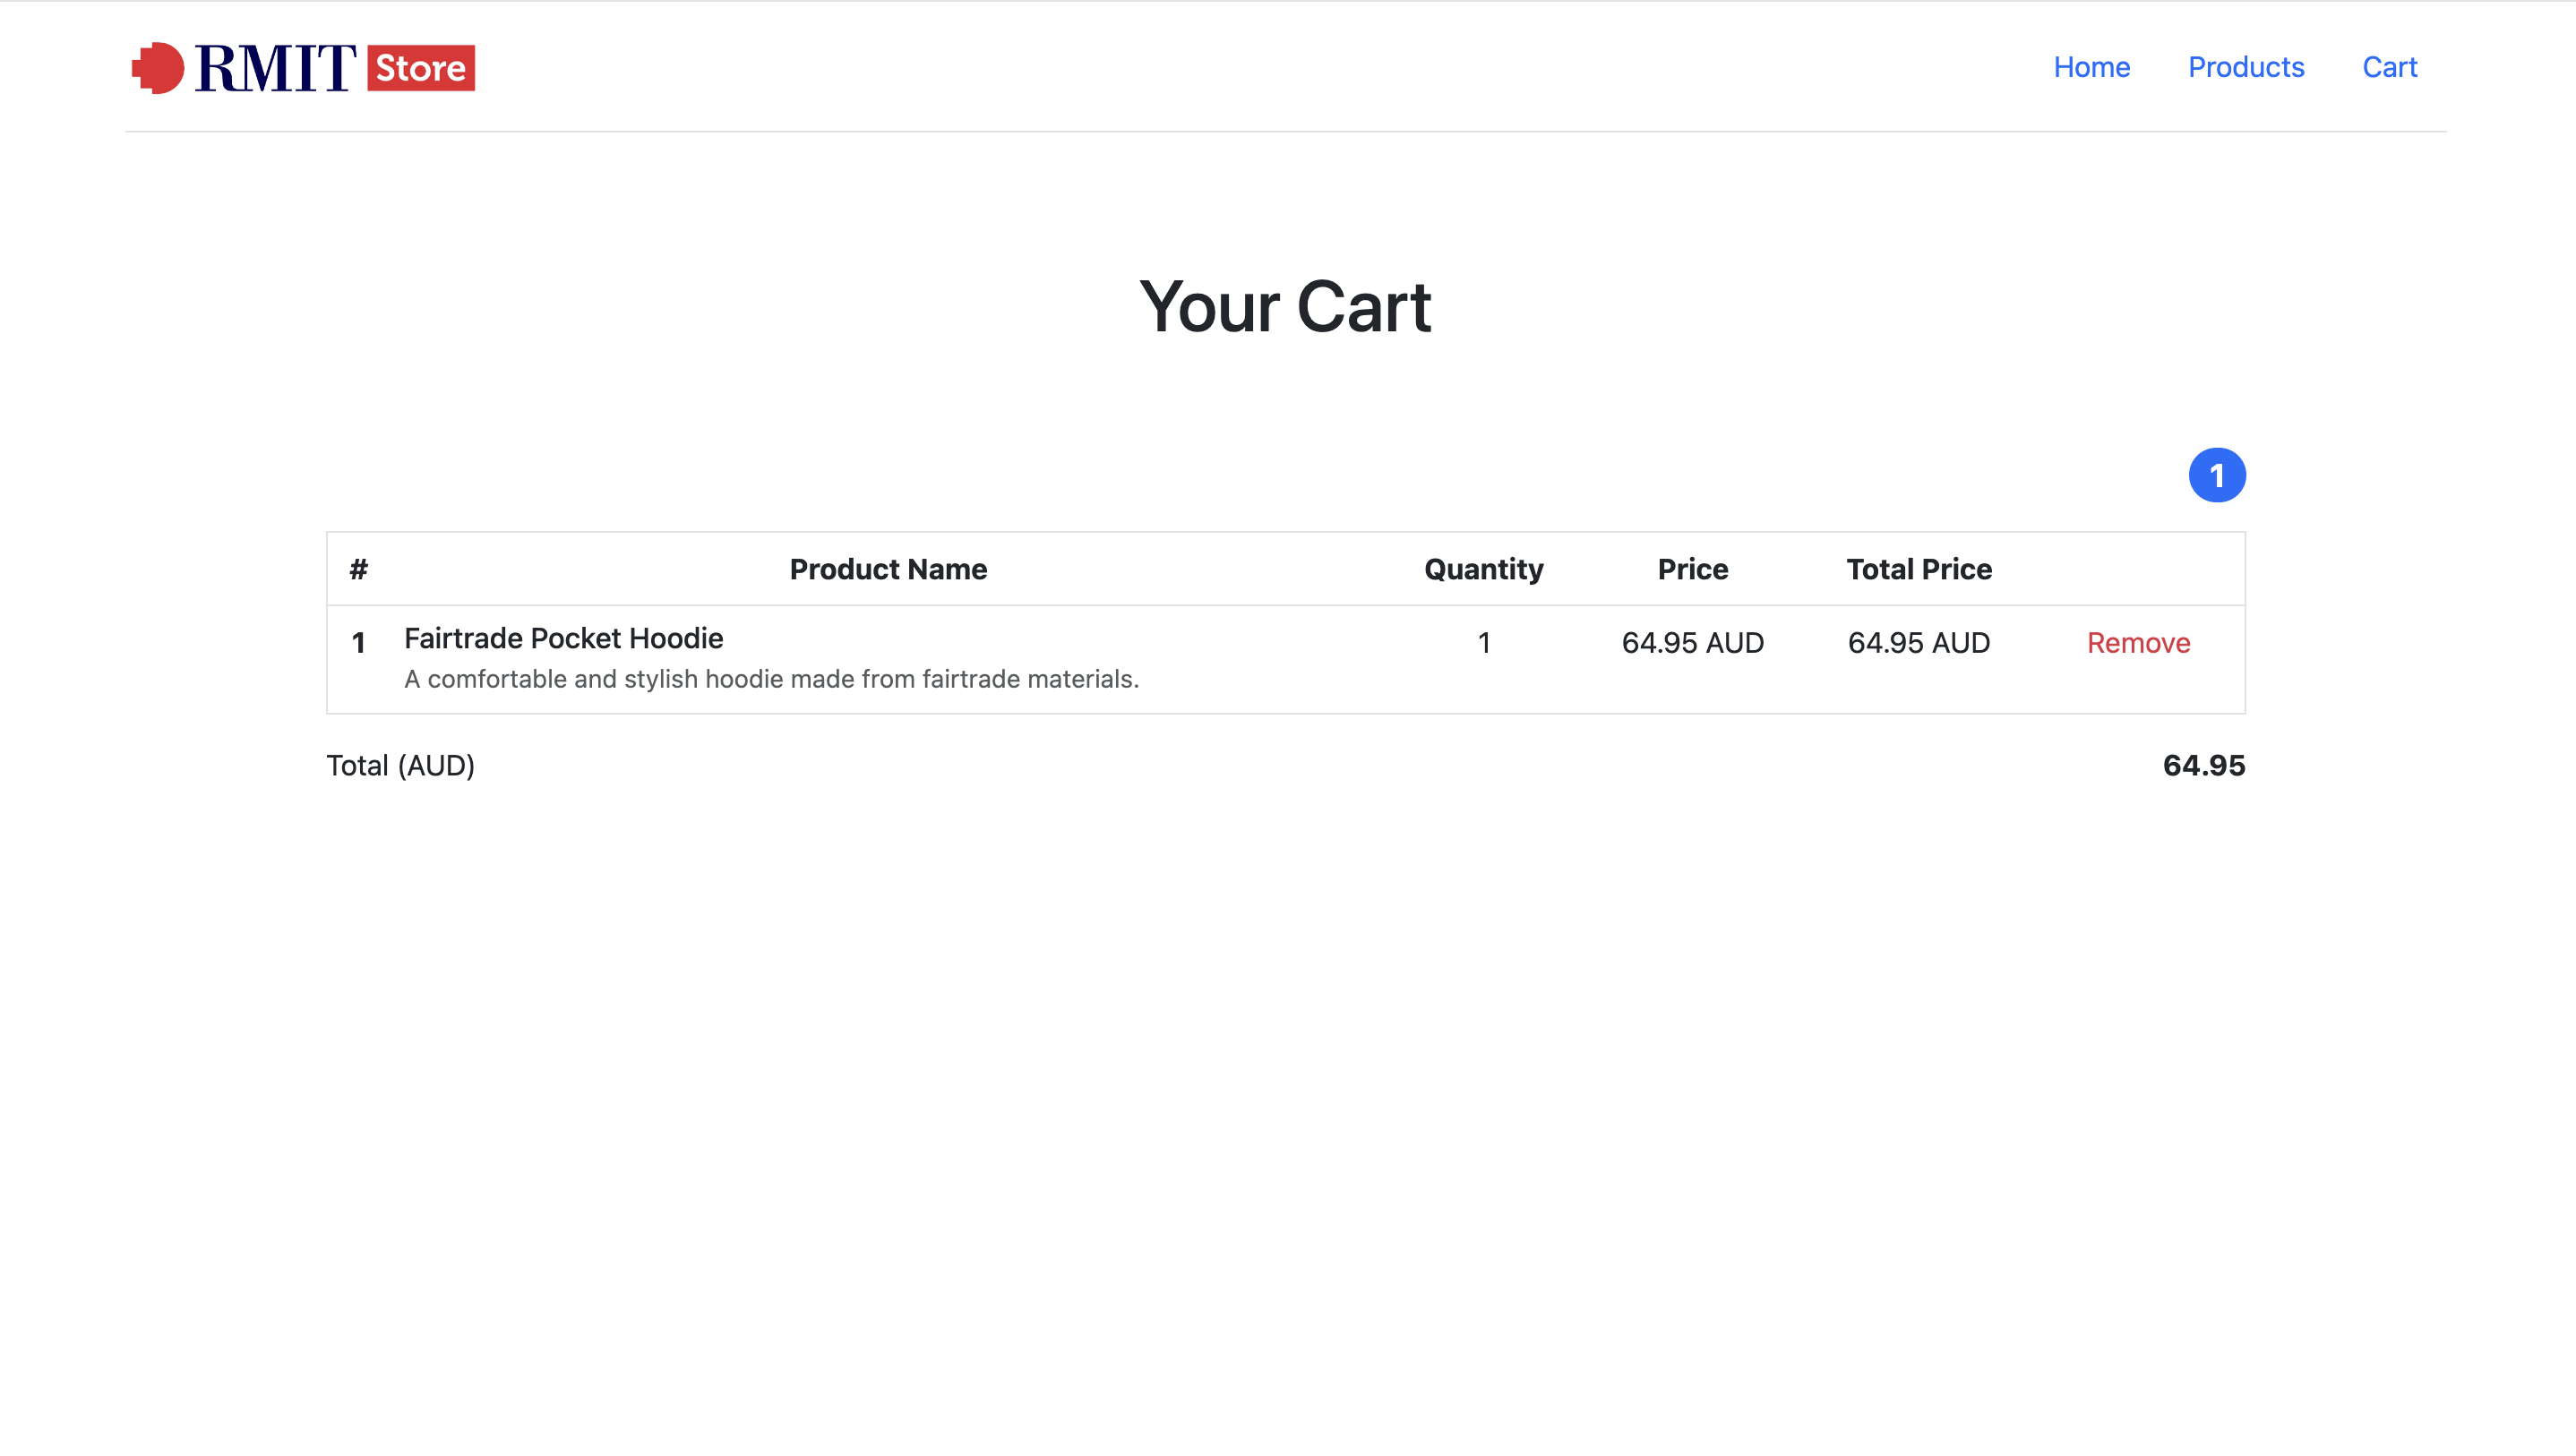 RMIT Store
Home Products Cart
Your Cart
1
# Product Name Quantity Price Total Price
1 Fairtrade Pocket Hoodie 1 64.95 AUD 64.95 AUD Remove
A comfortable and stylish hoodie made from fairtrade materials.
Total (AUD) 64.95